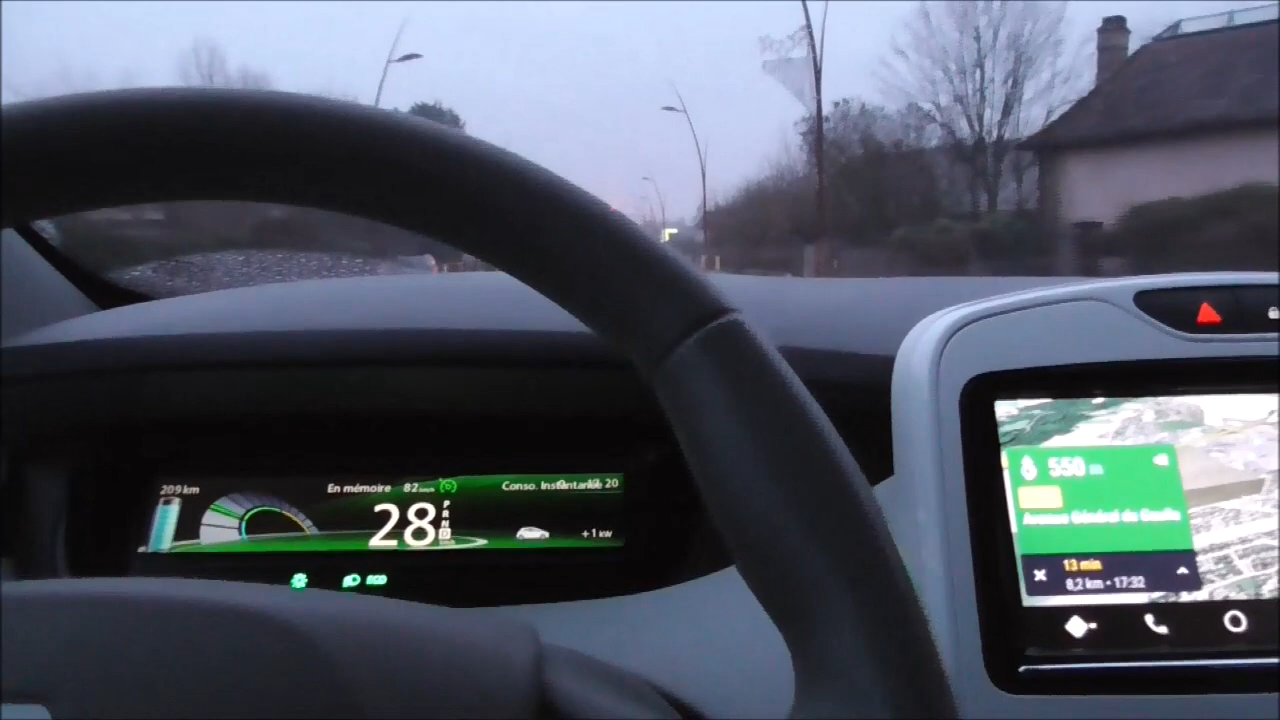 209 km
En mémoire 82 km/h
Conso. Instantanée
20
28
P
R
N
D
+1 kW
ECO
550 m
Avenue Général de Gaulle
13 min
8,2 km • 17:32